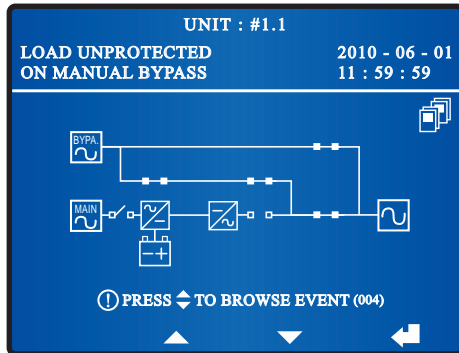 UNIT : #1.1
LOAD UNPROTECTED
2010 - 06 - 01
ON MANUAL BYPASS
11 : 59 : 59
BYPA.
MAIN
! PRESS TO BROWSE EVENT (004)